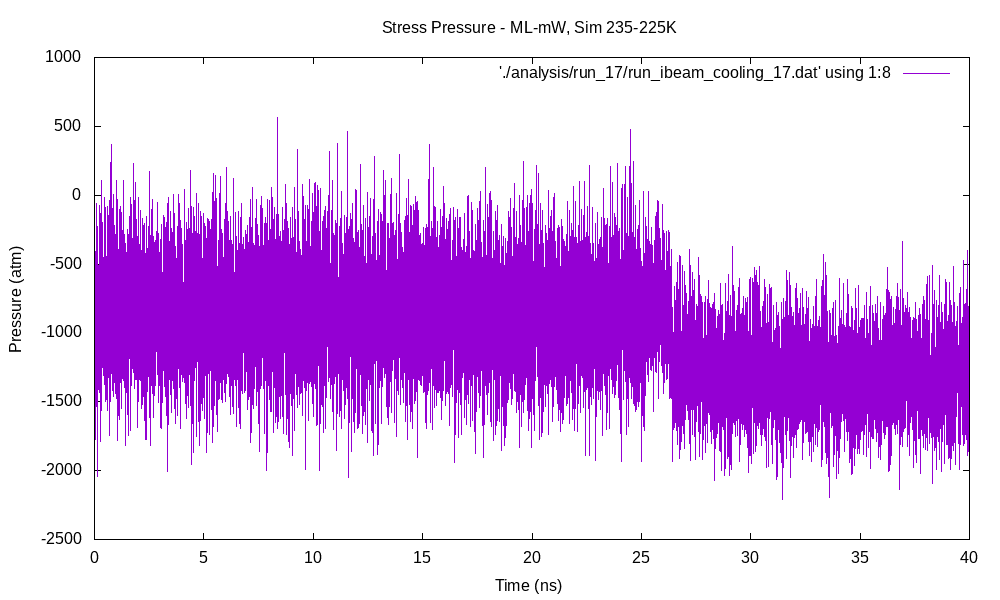 Stress Pressure - ML-mW, Sim 235-225K
'./analysis/run_17/run_ibeam_cooling_17.dat' using 1:8
1000
500
0
-500
-1000
-1500
-2000
-2500
Pressure (atm)
0 5 10 15 20 25 30 35 40
Time (ns)